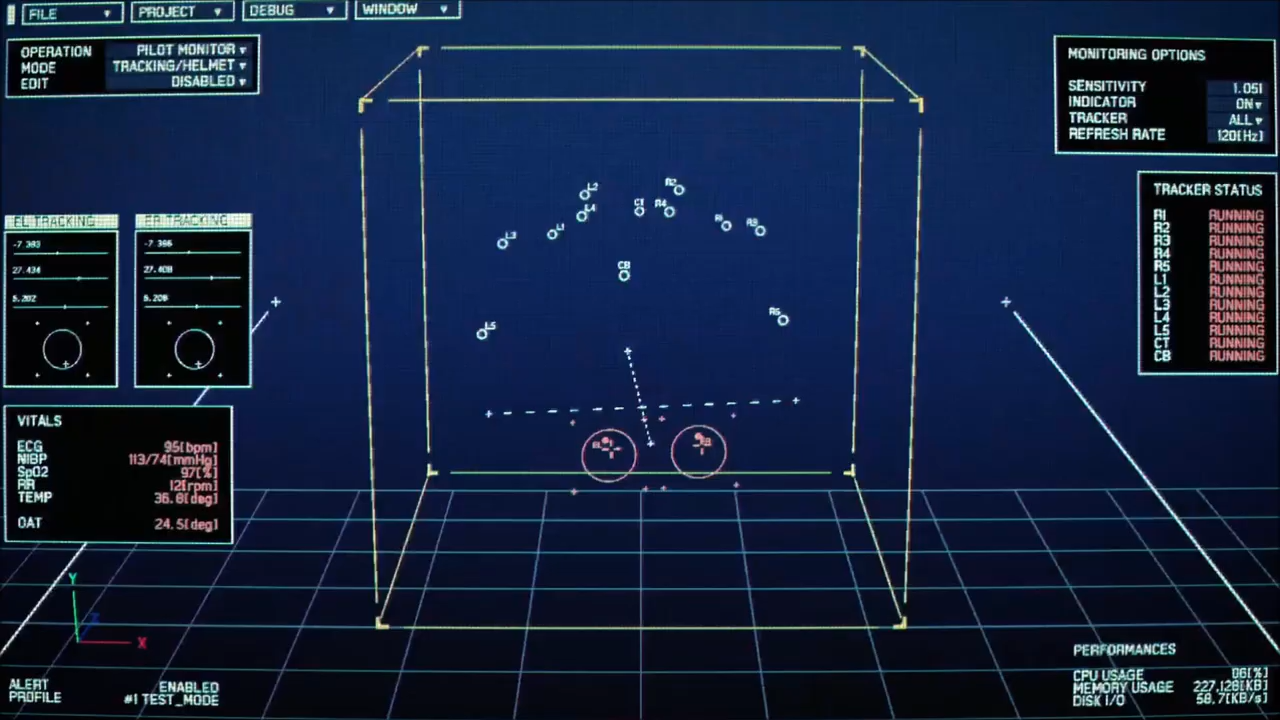 FILE
PROJECT
DEBUG
WINDOW
OPERATION PILOT MONITOR
MODE TRACKING/HELMET
EDIT DISABLED
MONITORING OPTIONS
SENSITIVITY 1.051
INDICATOR ON
TRACKER ALL
REFRESH RATE 120[Hz]
TRACKER STATUS
R1 RUNNING
R2 RUNNING
R3 RUNNING
R4 RUNNING
R5 RUNNING
L1 RUNNING
L2 RUNNING
L3 RUNNING
L4 RUNNING
L5 RUNNING
CT RUNNING
CB RUNNING
L2
R2
L4
CT
R4
L3
L1
R1
R3
CB
L5
R5
EL TRACKING
-7.383
27.434
5.202
ER TRACKING
-7.386
27.408
5.208
VITALS
ECG 95[bpm]
NIBP 113/74[mmHg]
SpO2 97[%]
RR 12[rpm]
TEMP 36.8[deg]
OAT 24.5[deg]
Y
Z
X
ALERT ENABLED
PROFILE #1 TEST_MODE
PERFORMANCES
CPU USAGE 06[%]
MEMORY USAGE 227,128[KB]
DISK I/O 58.7[KB/s]